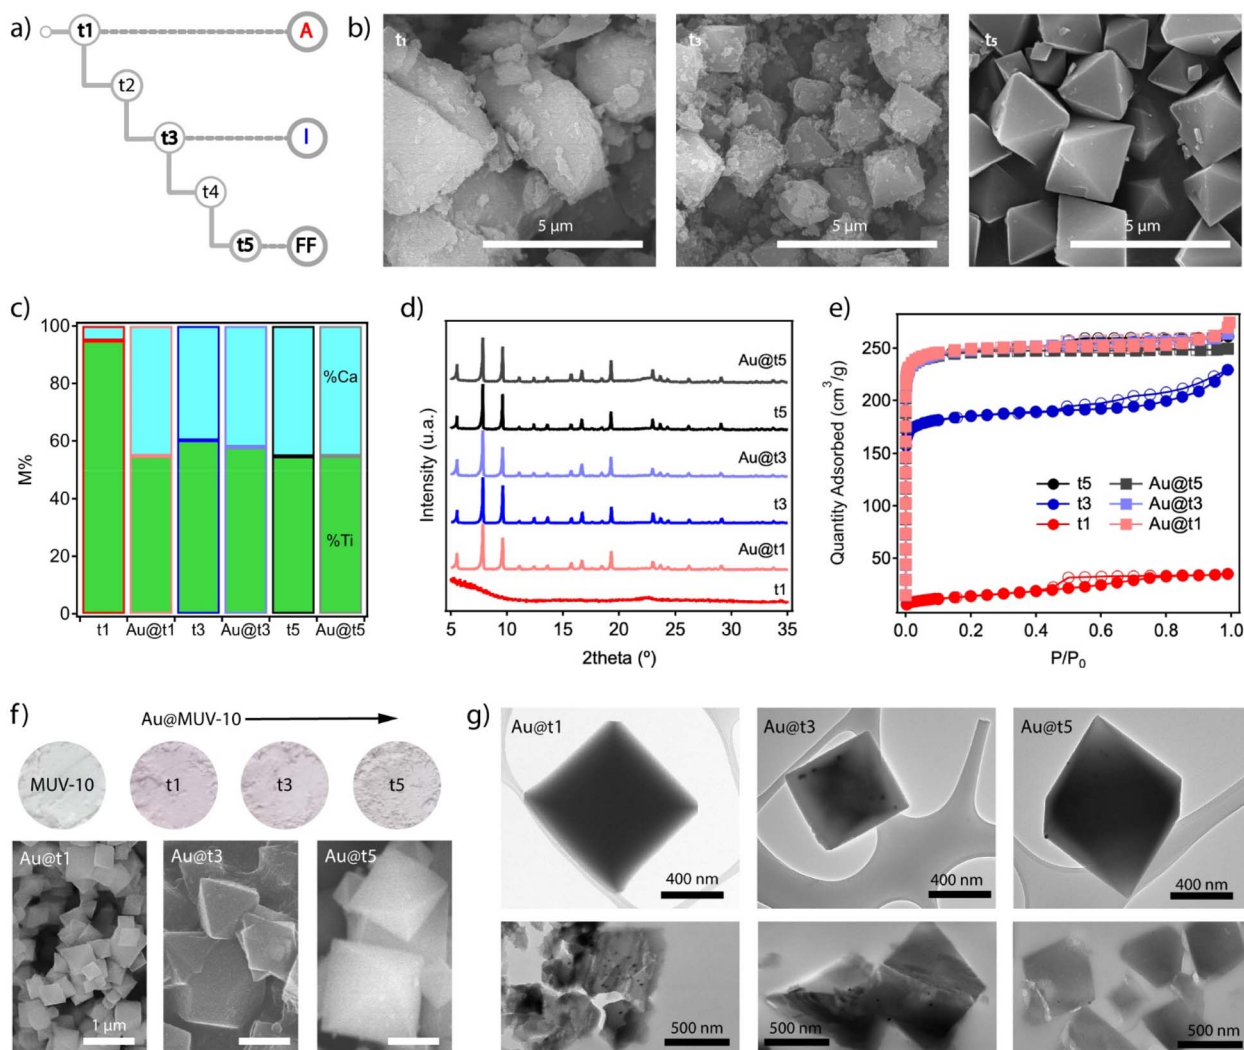 a)
t1
A
t2
t3
I
t4
t5
FF
b)
t1
5 μm
t3
5 μm
t5
5 μm
c)
100
80
60
40
20
0
M%
%Ca
%Ti
t1 Au@t1 t3 Au@t3 t5 Au@t5
d)
Intensity (u.a.)
Au@t5
t5
Au@t3
t3
Au@t1
t1
5 10 15 20 25 30 35
2theta (º)
e)
Quantity Adsorbed (cm3/g)
250
200
150
100
50
t5 Au@t5
t3 Au@t3
t1 Au@t1
0.0 0.2 0.4 0.6 0.8 1.0
P/P0
f)
Au@MUV-10
MUV-10 t1 t3 t5
Au@t1
1 μm
Au@t3
Au@t5
g)
Au@t1
400 nm
Au@t3
400 nm
Au@t5
400 nm
500 nm
500 nm
500 nm